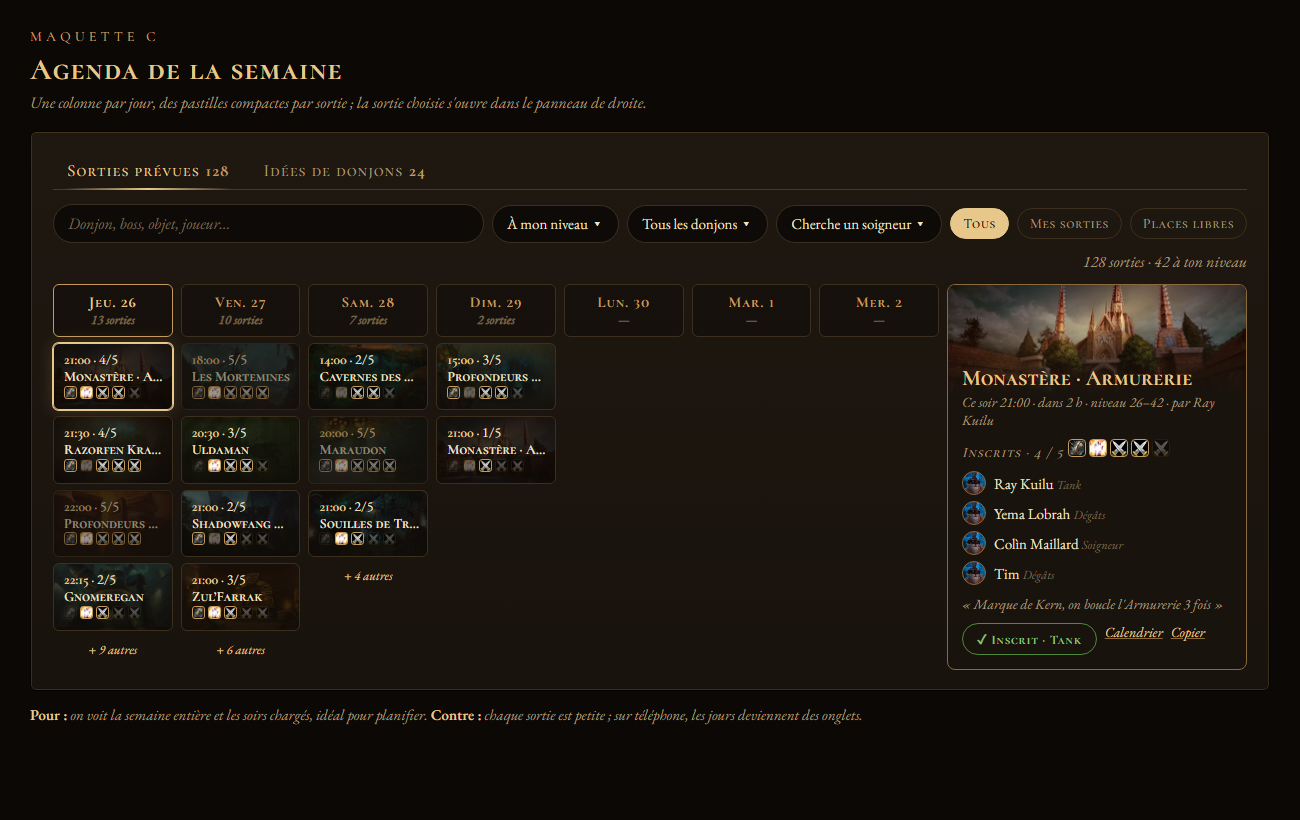 Maquette C
Agenda de la semaine
Une colonne par jour, des pastilles compactes par sortie ; la sortie choisie s'ouvre dans le panneau de droite.
Sorties prévues 128 Idées de donjons 24
Donjon, boss, objet, joueur... À mon niveau ▾ Tous les donjons ▾ Cherche un soigneur ▾ Tous Mes sorties Places libres
128 sorties · 42 à ton niveau
Jeu. 26
13 sorties
21:00 · 4/5
Monastère · A...
21:30 · 4/5
Razorfen Kra...
22:00 · 5/5
Profondeurs ...
22:15 · 2/5
Gnomeregan
+ 9 autres
Ven. 27
10 sorties
18:00 · 5/5
Les Mortemines
20:30 · 3/5
Uldaman
21:00 · 2/5
Shadowfang ...
21:00 · 3/5
Zul'Farrak
+ 6 autres
Sam. 28
7 sorties
14:00 · 2/5
Cavernes des ...
20:00 · 5/5
Maraudon
21:00 · 2/5
Souilles de Tr...
+ 4 autres
Dim. 29
2 sorties
15:00 · 3/5
Profondeurs ...
21:00 · 1/5
Monastère · A...
Lun. 30
—
Mar. 1
—
Mer. 2
—
Monastère · Armurerie
Ce soir 21:00 · dans 2 h · niveau 26–42 · par Ray
Kuilu
Inscrits · 4 / 5
Ray Kuilu Tank
Yema Lobrah Dégâts
Colìn Maillard Soigneur
Tim Dégâts
« Marque de Kern, on boucle l'Armurerie 3 fois »
✓ Inscrit · Tank Calendrier Copier
Pour : on voit la semaine entière et les soirs chargés, idéal pour planifier. Contre : chaque sortie est petite ; sur téléphone, les jours deviennent des onglets.